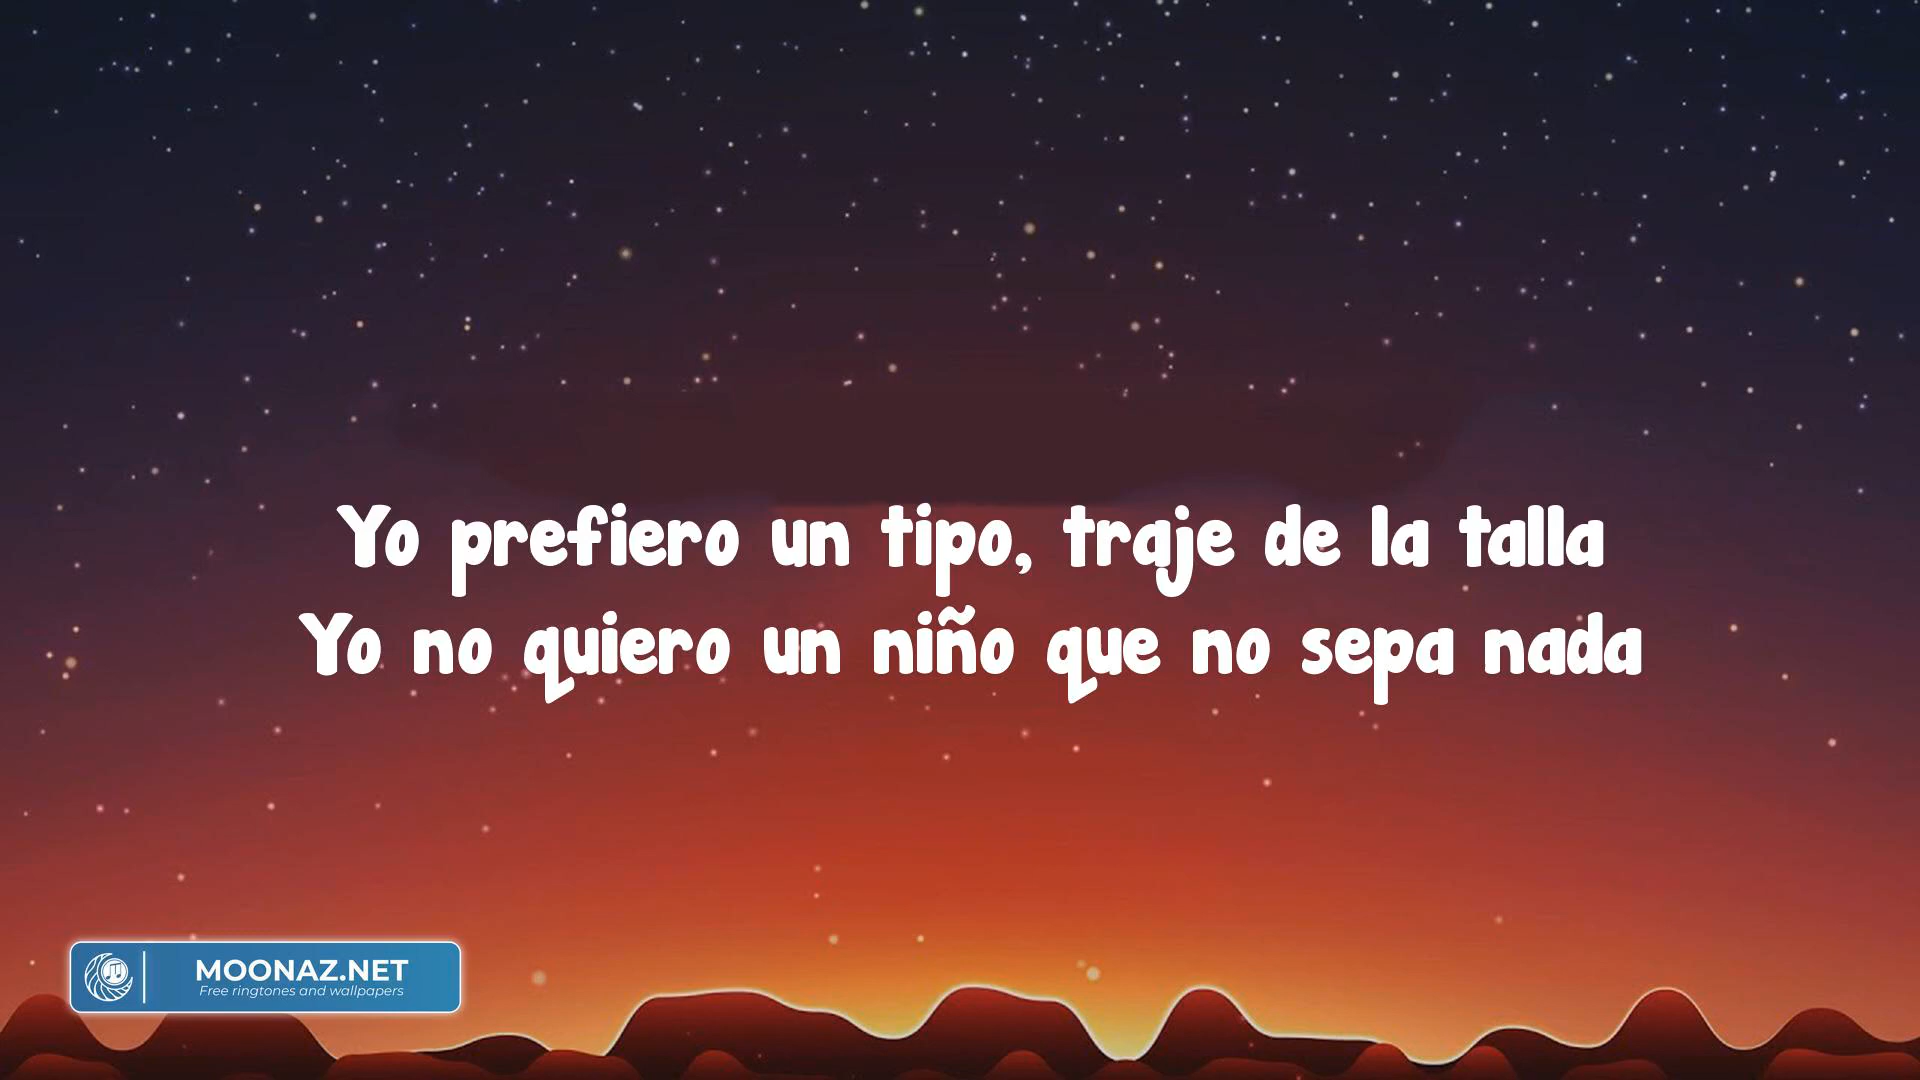 Yo prefiero un tipo, traje de la talla
Yo no quiero un niño que no sepa nada
MOONAZ.NET
Free ringtones and wallpapers